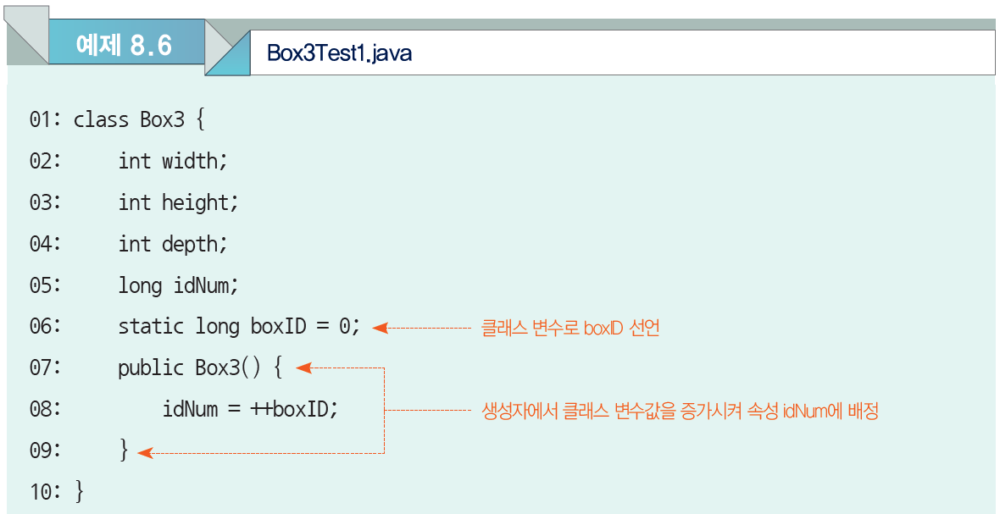 예제 8.6
Box3Test1.java
01: class Box3 {
02:     int width;
03:     int height;
04:     int depth;
05:     long idNum;
06:     static long boxID = 0; 클래스 변수로 boxID 선언
07:     public Box3() {
08:         idNum = ++boxID; 생성자에서 클래스 변수값을 증가시켜 속성 idNum에 배정
09:     }
10: }